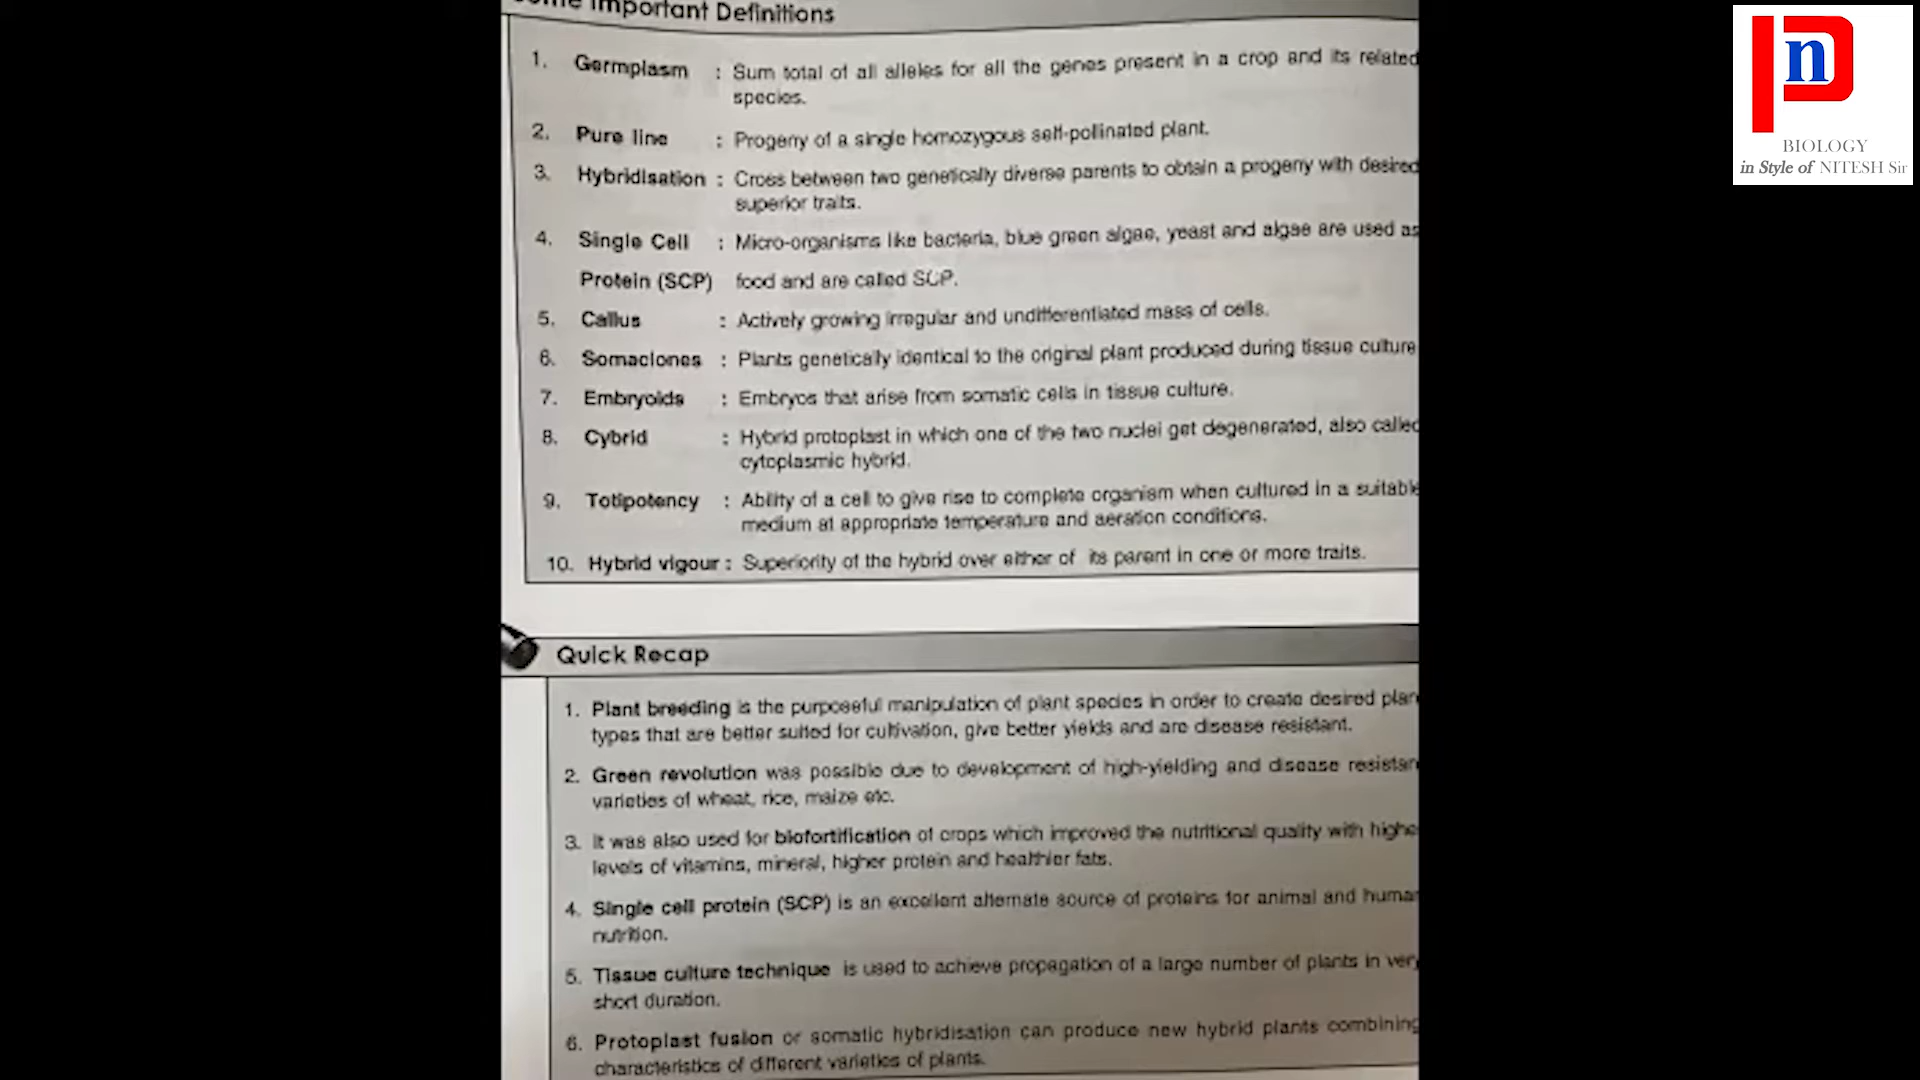 Important Definitions
1. Germplasm : Sum total of all alleles for all the genes present in a crop and its related
species.
2. Pure line : Progeny of a single homozygous self-pollinated plant.
3. Hybridisation : Cross between two genetically diverse parents to obtain a progeny with desired
superior traits.
4. Single Cell : Micro-organisms like bacteria, blue green algae, yeast and algae are used as
Protein (SCP) food and are called SCP.
5. Callus : Actively growing irregular and undifferentiated mass of cells.
6. Somaclones : Plants genetically identical to the original plant produced during tissue culture
7. Embryoids : Embryos that arise from somatic cells in tissue culture.
8. Cybrid : Hybrid protoplast in which one of the two nuclei get degenerated, also called
cytoplasmic hybrid.
9. Totipotency : Ability of a cell to give rise to complete organism when cultured in a suitable
medium at appropriate temperature and aeration conditions.
10. Hybrid vigour : Superiority of the hybrid over either of its parent in one or more traits.
Quick Recap
1. Plant breeding is the purposeful manipulation of plant species in order to create desired plan
types that are better suited for cultivation, give better yields and are disease resistant.
2. Green revolution was possible due to development of high-yielding and disease resistan
varieties of wheat, rice, maize etc.
3. It was also used for biofortification of crops which improved the nutritional quality with highe
levels of vitamins, mineral, higher protein and healthier fats.
4. Single cell protein (SCP) is an excellent alternate source of proteins for animal and human
nutrition.
5. Tissue culture technique is used to achieve propagation of a large number of plants in very
short duration.
6. Protoplast fusion or somatic hybridisation can produce new hybrid plants combining
characteristics of different varieties of plants.
Pn
BIOLOGY
in Style of NITESH Sir